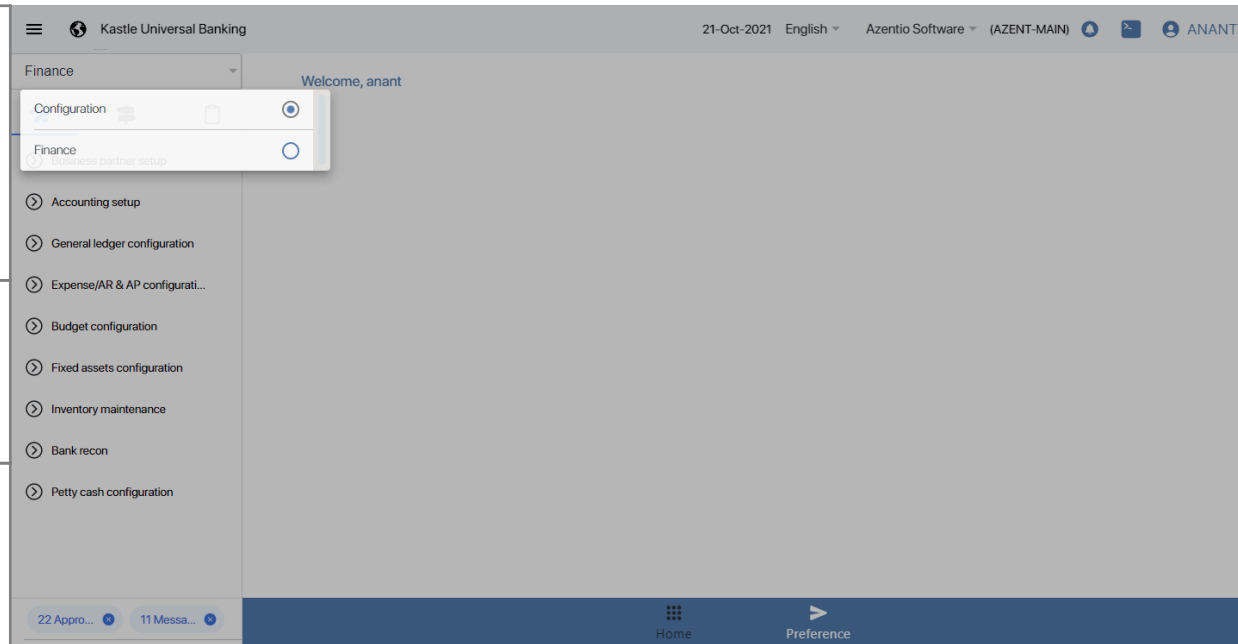 Kastle Universal Banking
21-Oct-2021 English Azentio Software (AZENT-MAIN) ANANT
Finance
Welcome, anant
Configuration
Finance
Business partner setup
Accounting setup
General ledger configuration
Expense/AR & AP configurati...
Budget configuration
Fixed assets configuration
Inventory maintenance
Bank recon
Petty cash configuration
22 Appro... 11 Messa...
Home Preference